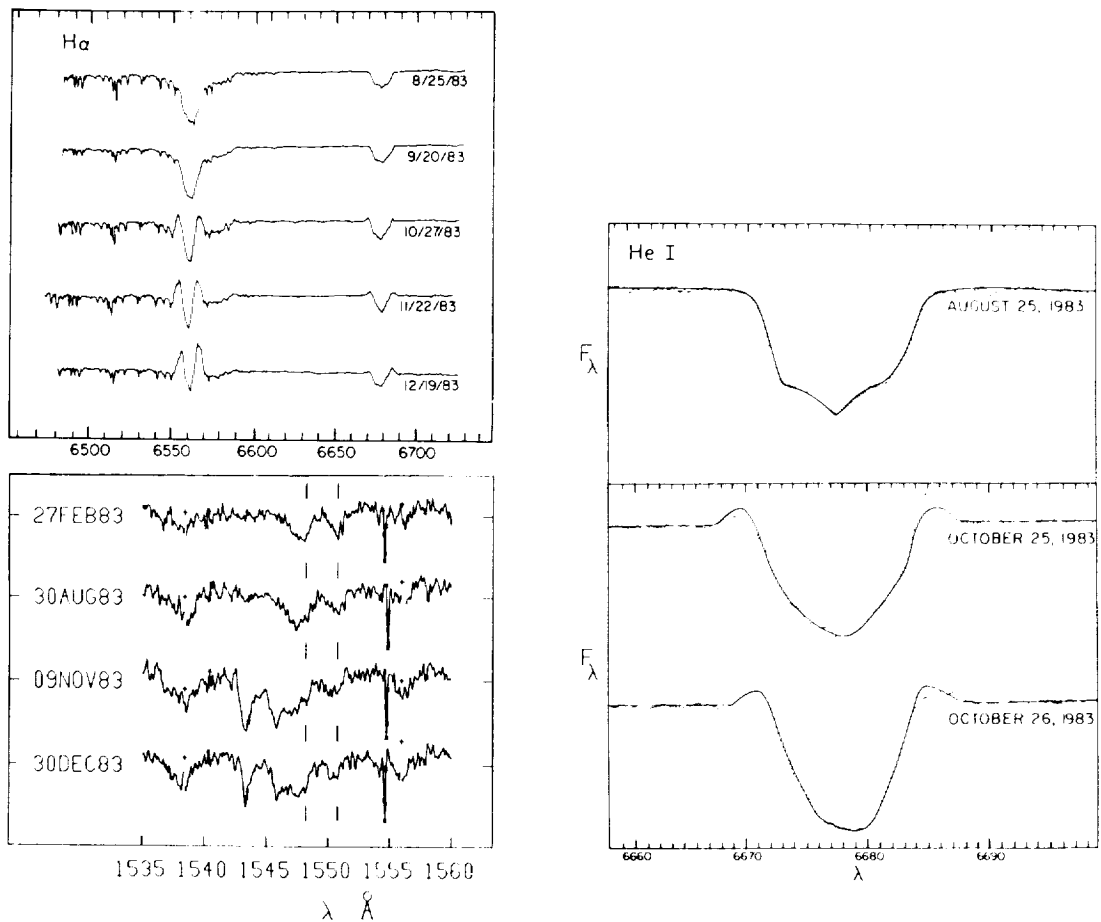 Hα
8/25/83
9/20/83
10/27/83
11/22/83
12/19/83
6500 6550 6600 6650 6700
27FEB83
30AUG83
09NOV83
30DEC83
1535 1540 1545 1550 1555 1560
λ Å
He I
AUGUST 25, 1983
F_λ
OCTOBER 25, 1983
F_λ
OCTOBER 26, 1983
6660 6670 6680 6690
λ